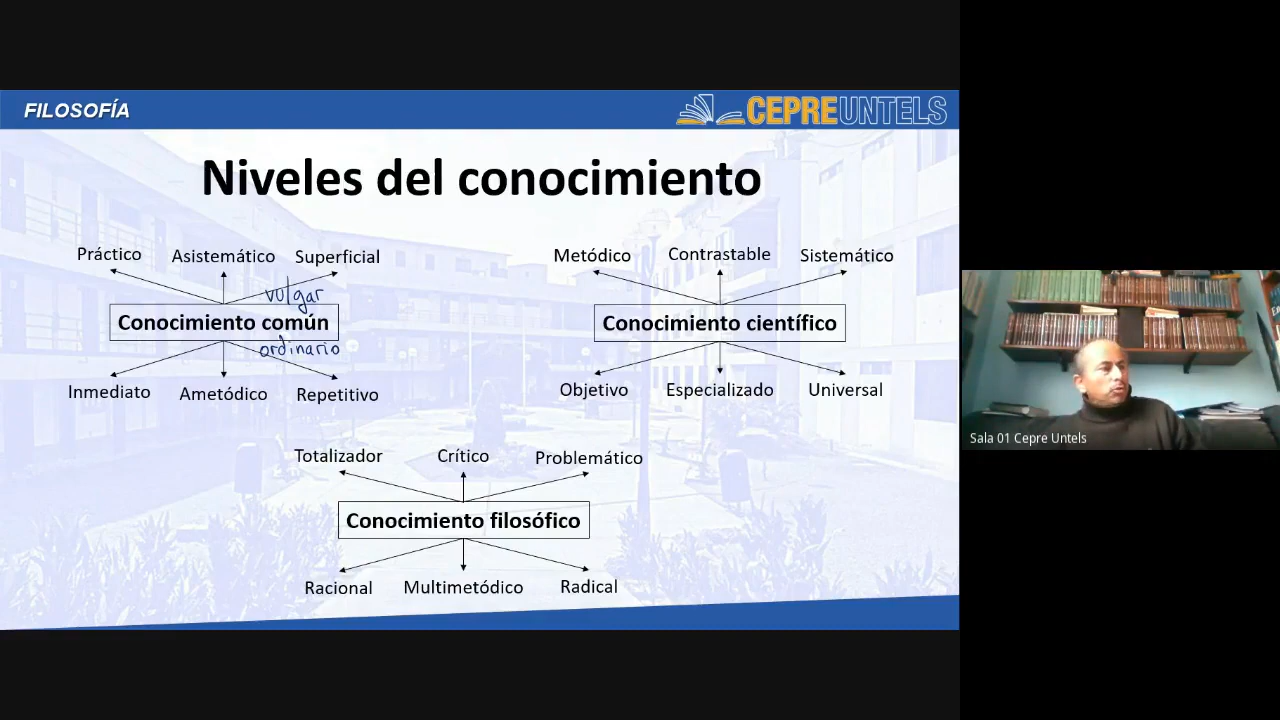 FILOSOFÍA
CEPREUNTELS
Niveles del conocimiento
Práctico Asistemático Superficial
vulgar
Conocimiento común
ordinario
Inmediato Ametódico Repetitivo
Metódico Contrastable Sistemático
Conocimiento científico
Objetivo Especializado Universal
Totalizador Crítico Problemático
Conocimiento filosófico
Racional Multimetódico Radical
Sala 01 Cepre Untels